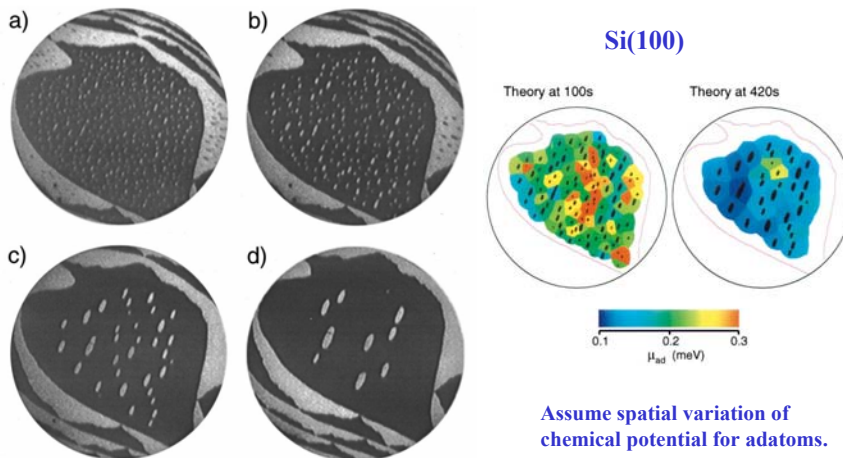 a)
b)
Si(100)
Theory at 100s
Theory at 420s
c)
d)
0.1
0.2
0.3
μad (meV)
Assume spatial variation of
chemical potential for adatoms.